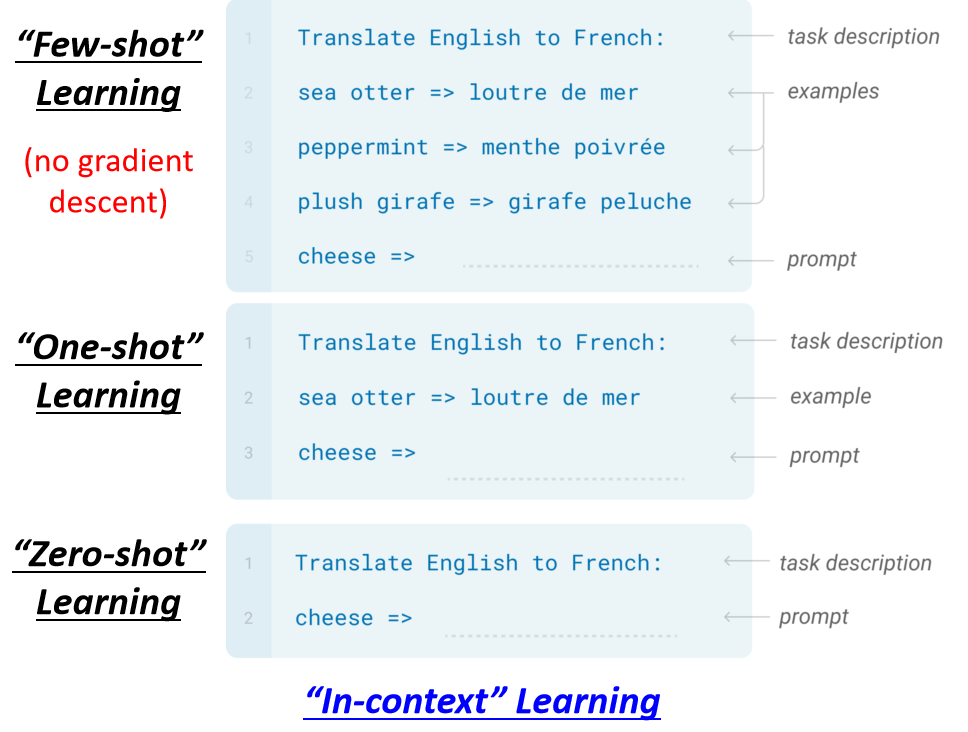 “Few-shot”
Learning
(no gradient
descent)
1 Translate English to French: task description
2 sea otter => loutre de mer examples
3 peppermint => menthe poivrée
4 plush girafe => girafe peluche
5 cheese => prompt
“One-shot”
Learning
1 Translate English to French: task description
2 sea otter => loutre de mer example
3 cheese => prompt
“Zero-shot”
Learning
1 Translate English to French: task description
2 cheese => prompt
“In-context” Learning